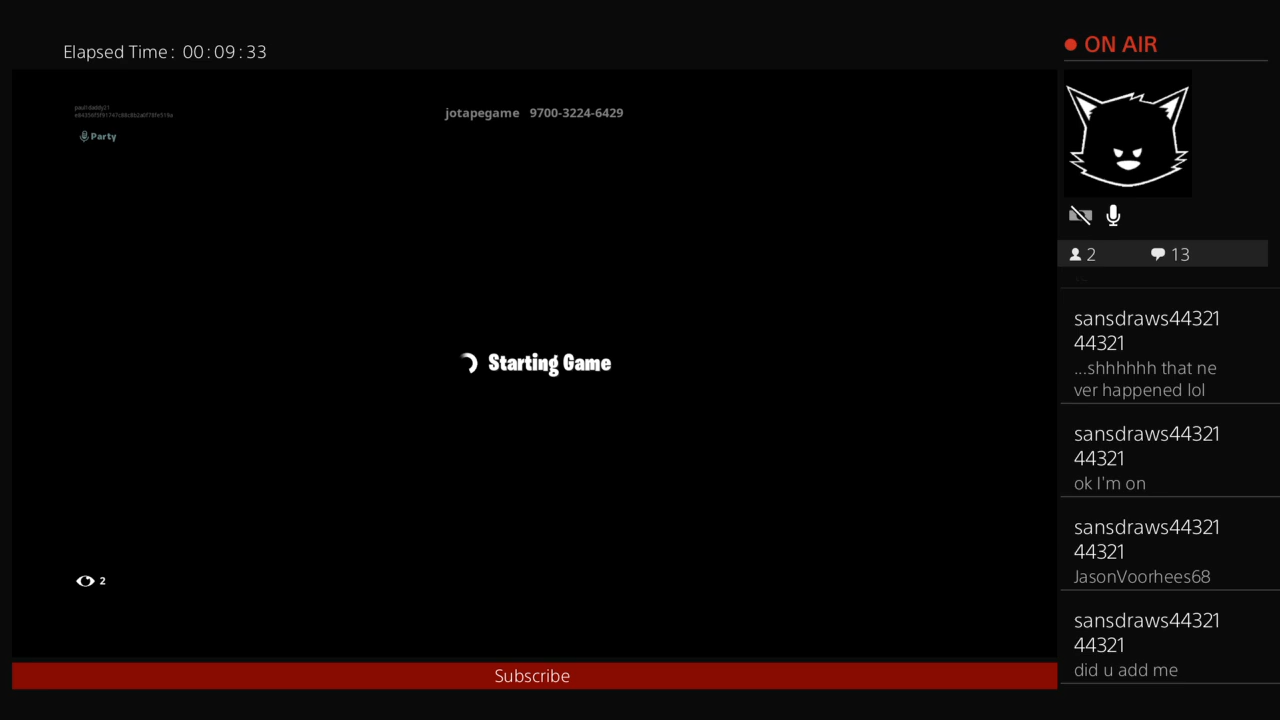 Elapsed Time: 00:09:33
ON AIR
paul1daddy21
Party
jotapegame 9700-3224-6429
2 13
sansdraws44321
44321
...shhhhhh that ne
ver happened lol
sansdraws44321
44321
ok I'm on
sansdraws44321
44321
JasonVoorhees68
sansdraws44321
44321
did u add me
Starting Game
2
Subscribe